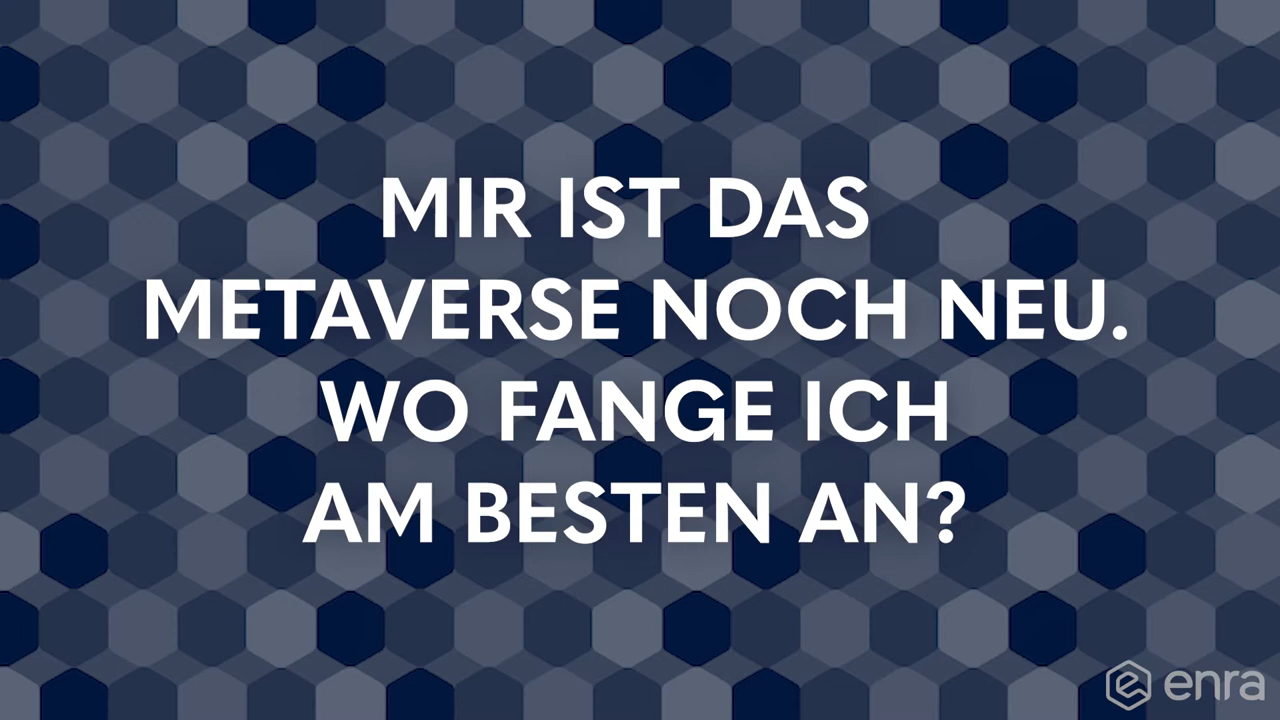 MIR IST DAS
METAVERSE NOCH NEU.
WO FANGE ICH
AM BESTEN AN?
enra